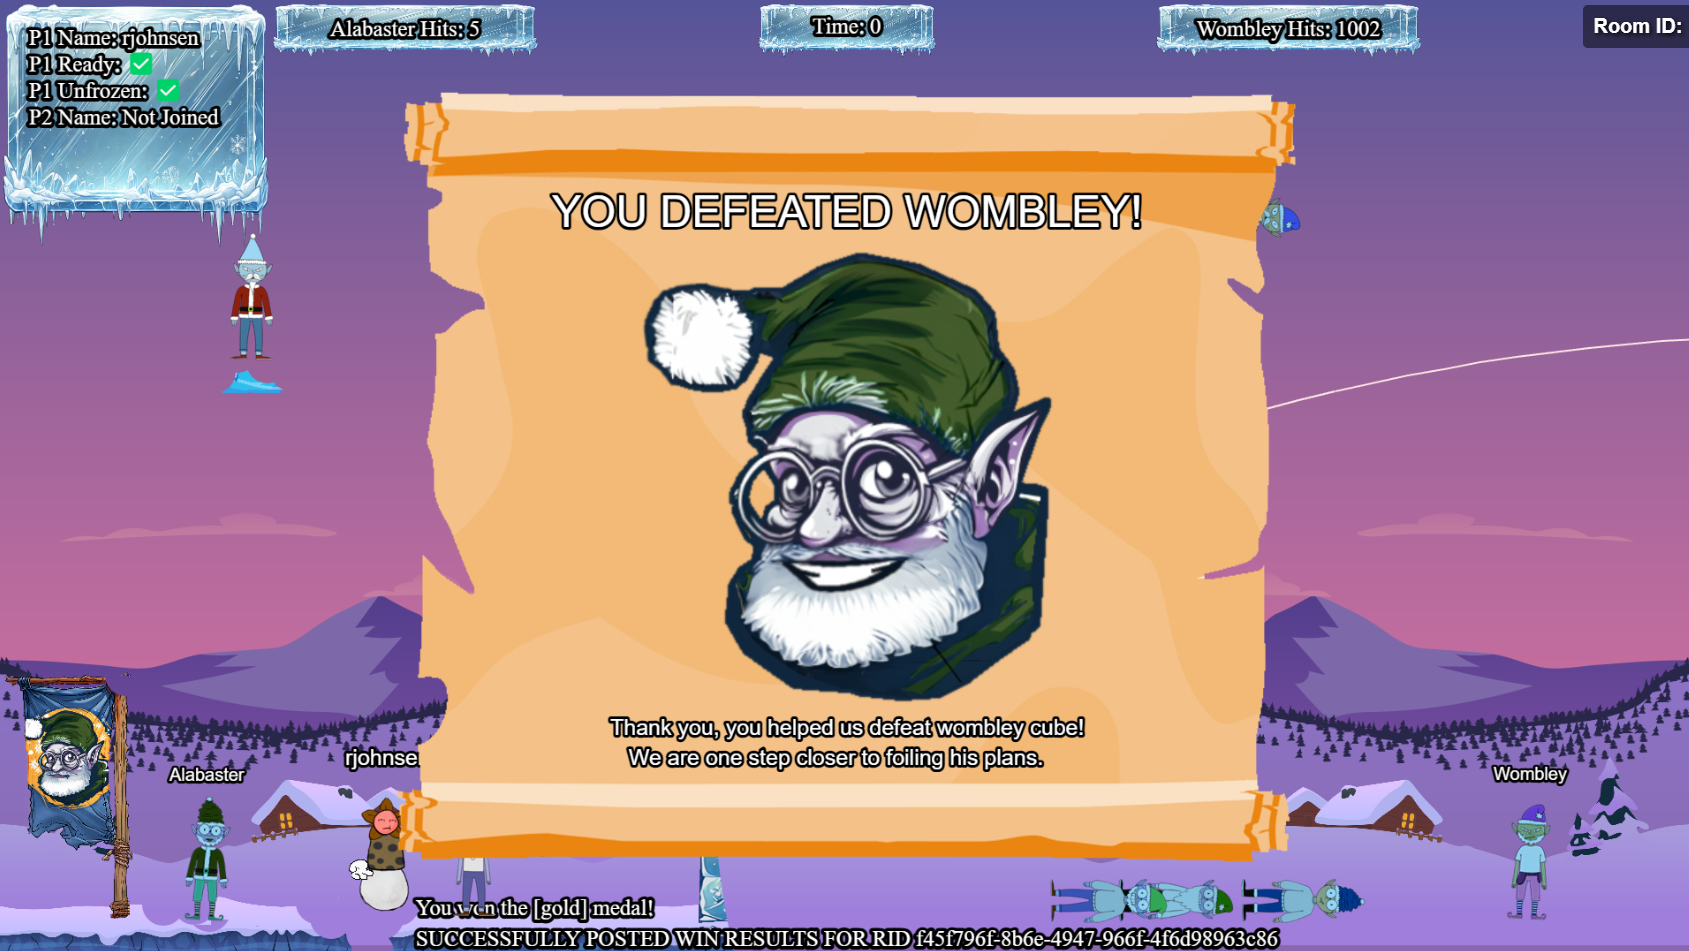 P1 Name: rjohnsen
P1 Ready:
P1 Unfrozen:
P2 Name: Not Joined
Alabaster Hits: 5
Time: 0
Wombley Hits: 1002
Room ID:
YOU DEFEATED WOMBLEY!
Thank you, you helped us defeat wombley cube!
We are one step closer to foiling his plans.
rjohnse
Alabaster
Wombley
You won the [gold] medal!
SUCCESSFULLY POSTED WIN RESULTS FOR RID f45f796f-8b6e-4947-966f-4f6d98963c86